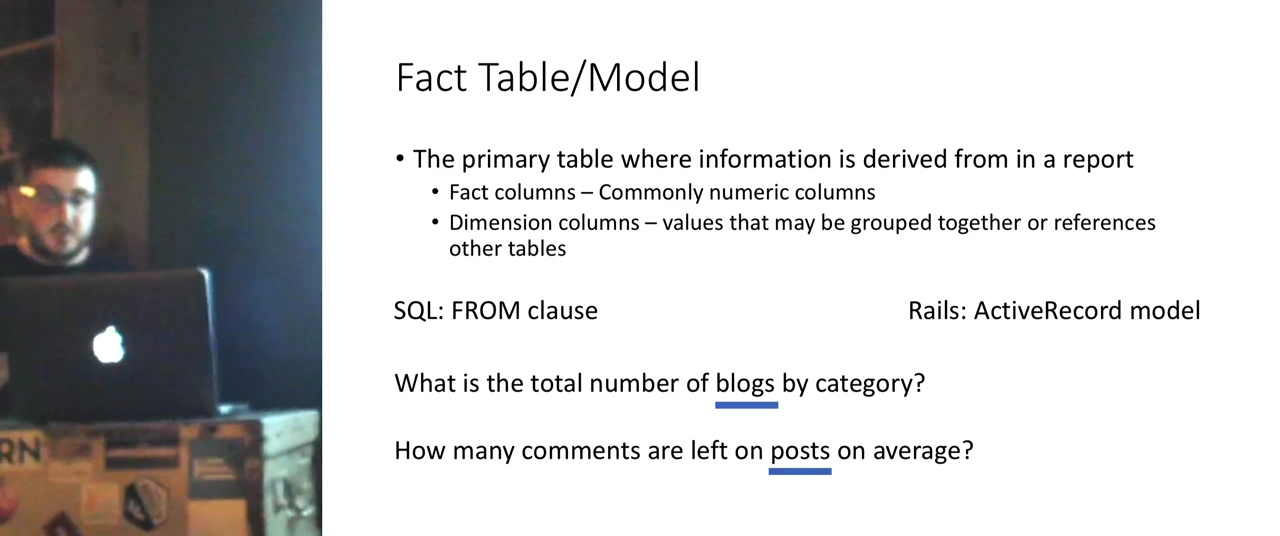 Fact Table/Model
• The primary table where information is derived from in a report
• Fact columns – Commonly numeric columns
• Dimension columns – values that may be grouped together or references
other tables
SQL: FROM clause
Rails: ActiveRecord model
What is the total number of blogs by category?
How many comments are left on posts on average?
RN